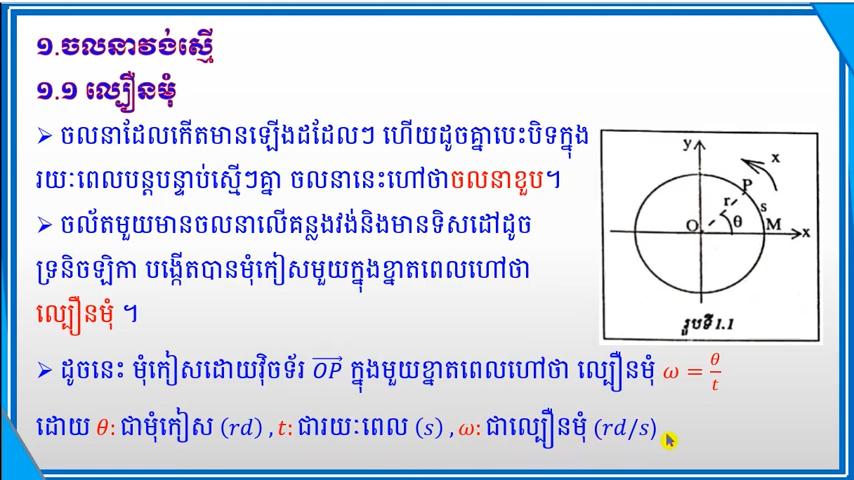 ១.ចលនាវង់ស្មើ
១.១ ល្បឿនមុំ
➢ ចលនាដែលកើតមានឡើងដដែលៗ ហើយដូចគ្នាបេះបិទក្នុង
រយៈពេលបន្តបន្ទាប់ស្មើៗគ្នា ចលនានេះហៅថាចលនាខួប។
➢ ចល័តមួយមានចលនាលើគន្លងវង់និងមានទិសដៅដូច
ទ្រនិចឡិកា បង្កើតបានមុំកៀសមួយក្នុងខ្នាតពេលហៅថា
ល្បឿនមុំ ។
➢ ដូចនេះ មុំកៀសដោយវ៉ិចទ័រ \overrightarrow{OP} ក្នុងមួយខ្នាតពេលហៅថា ល្បឿនមុំ ω = θ/t
ដោយ θ: ជាមុំកៀស (rd) , t: ជារយៈពេល (s) , ω: ជាល្បឿនមុំ (rd/s)
y
x
P
r
s
θ
O
M
x
រូបទី1.1